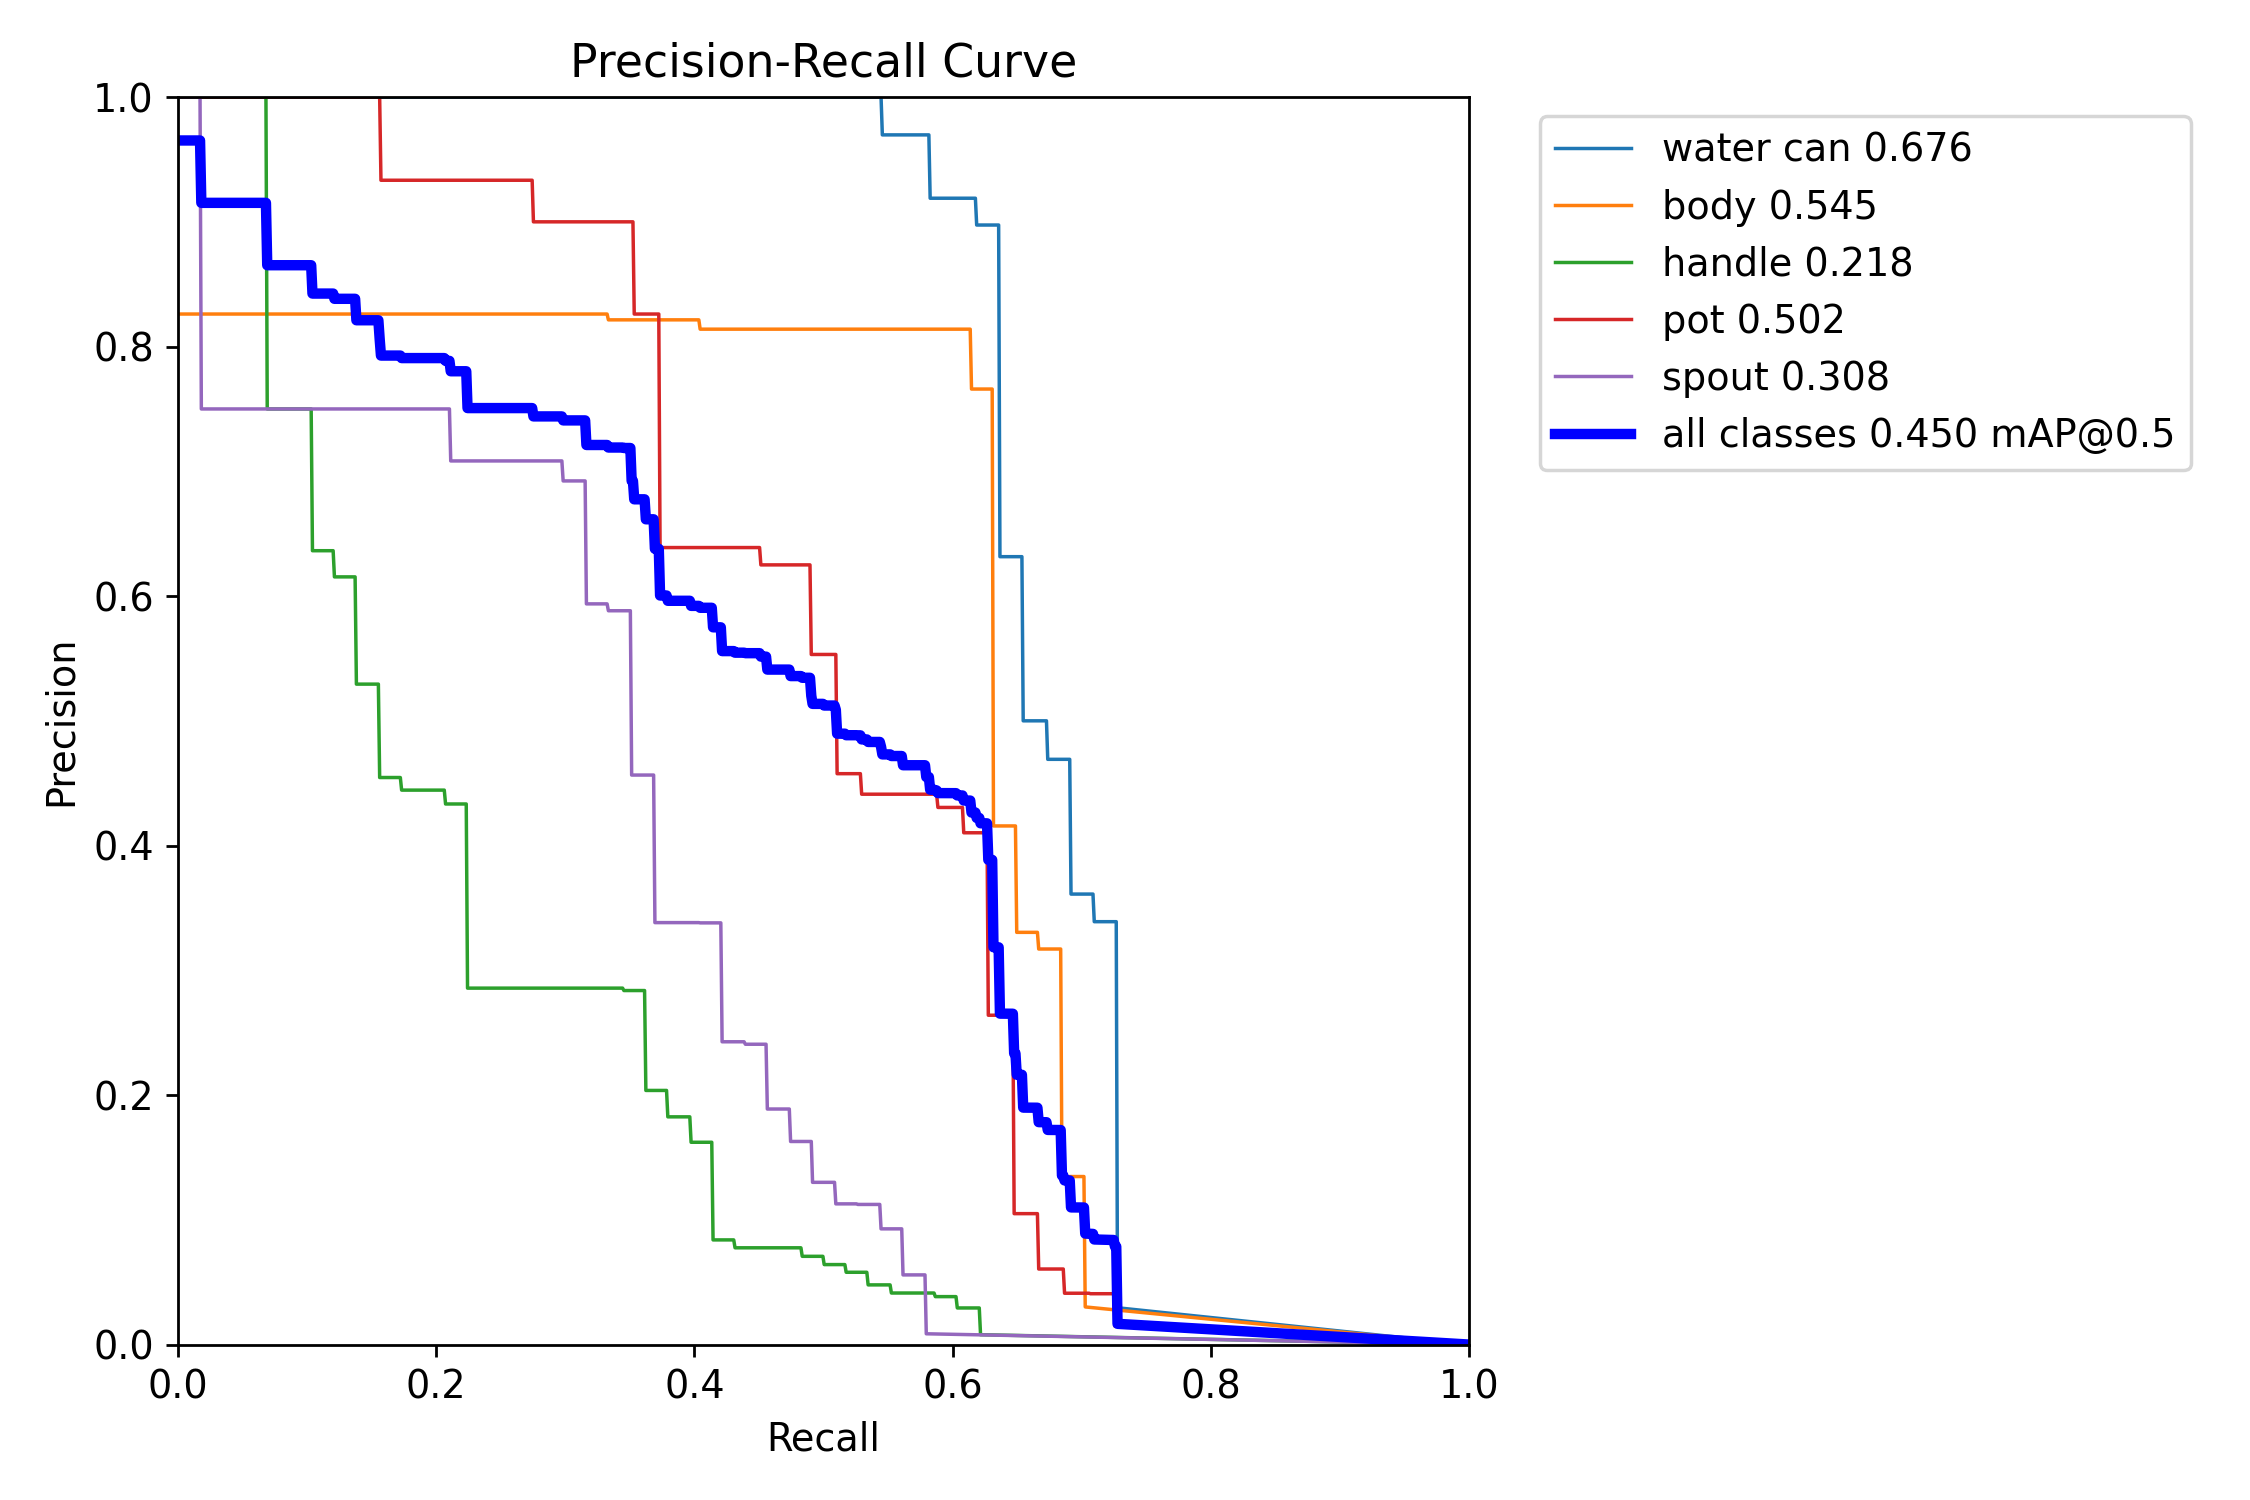 Precision-Recall Curve
1.0
0.8
0.6
0.4
0.2
0.0
Precision
0.0 0.2 0.4 0.6 0.8 1.0
Recall
water can 0.676
body 0.545
handle 0.218
pot 0.502
spout 0.308
all classes 0.450 mAP@0.5